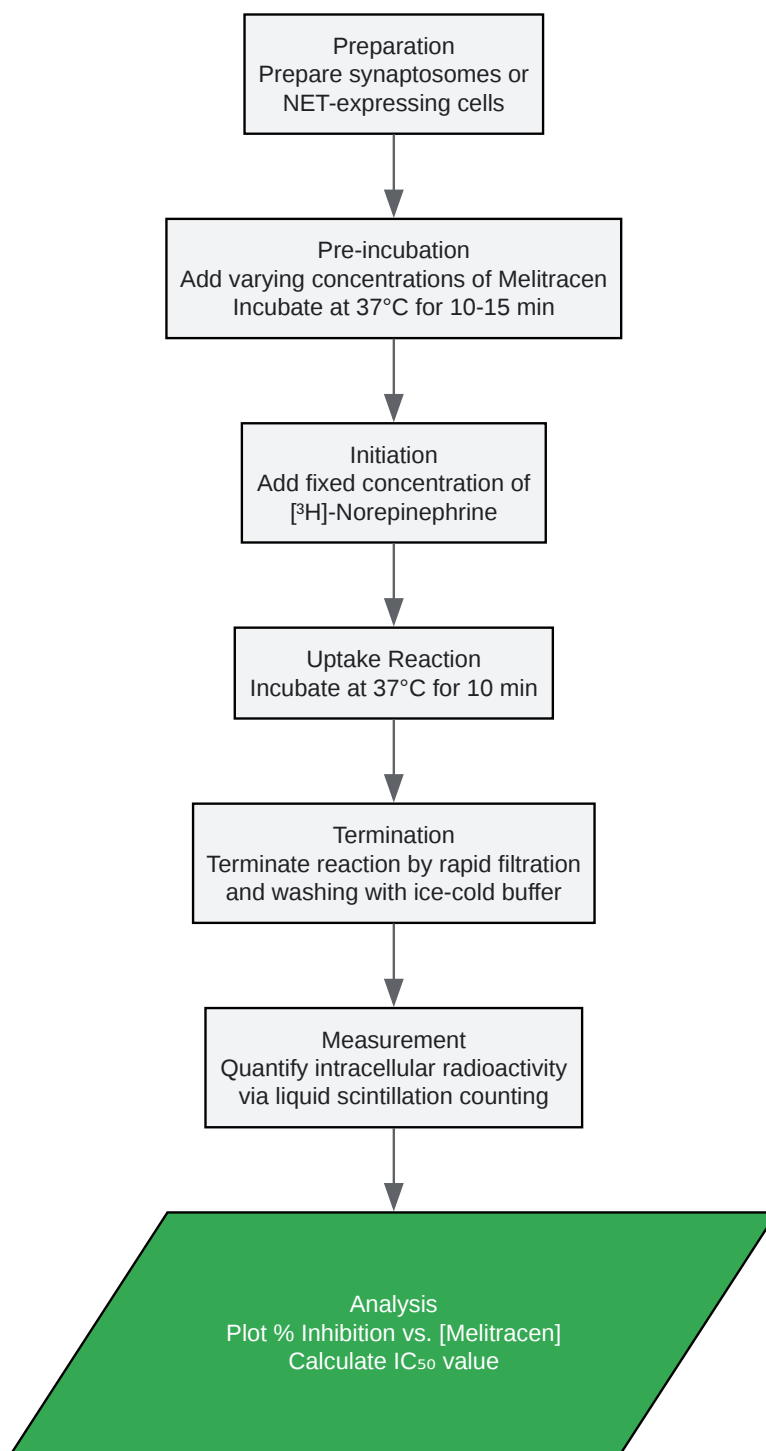 Preparation
Prepare synaptosomes or
NET-expressing cells
Pre-incubation
Add varying concentrations of Melitracen
Incubate at 37°C for 10-15 min
Initiation
Add fixed concentration of
[³H]-Norepinephrine
Uptake Reaction
Incubate at 37°C for 10 min
Termination
Terminate reaction by rapid filtration
and washing with ice-cold buffer
Measurement
Quantify intracellular radioactivity
via liquid scintillation counting
Analysis
Plot % Inhibition vs. [Melitracen]
Calculate IC₅₀ value